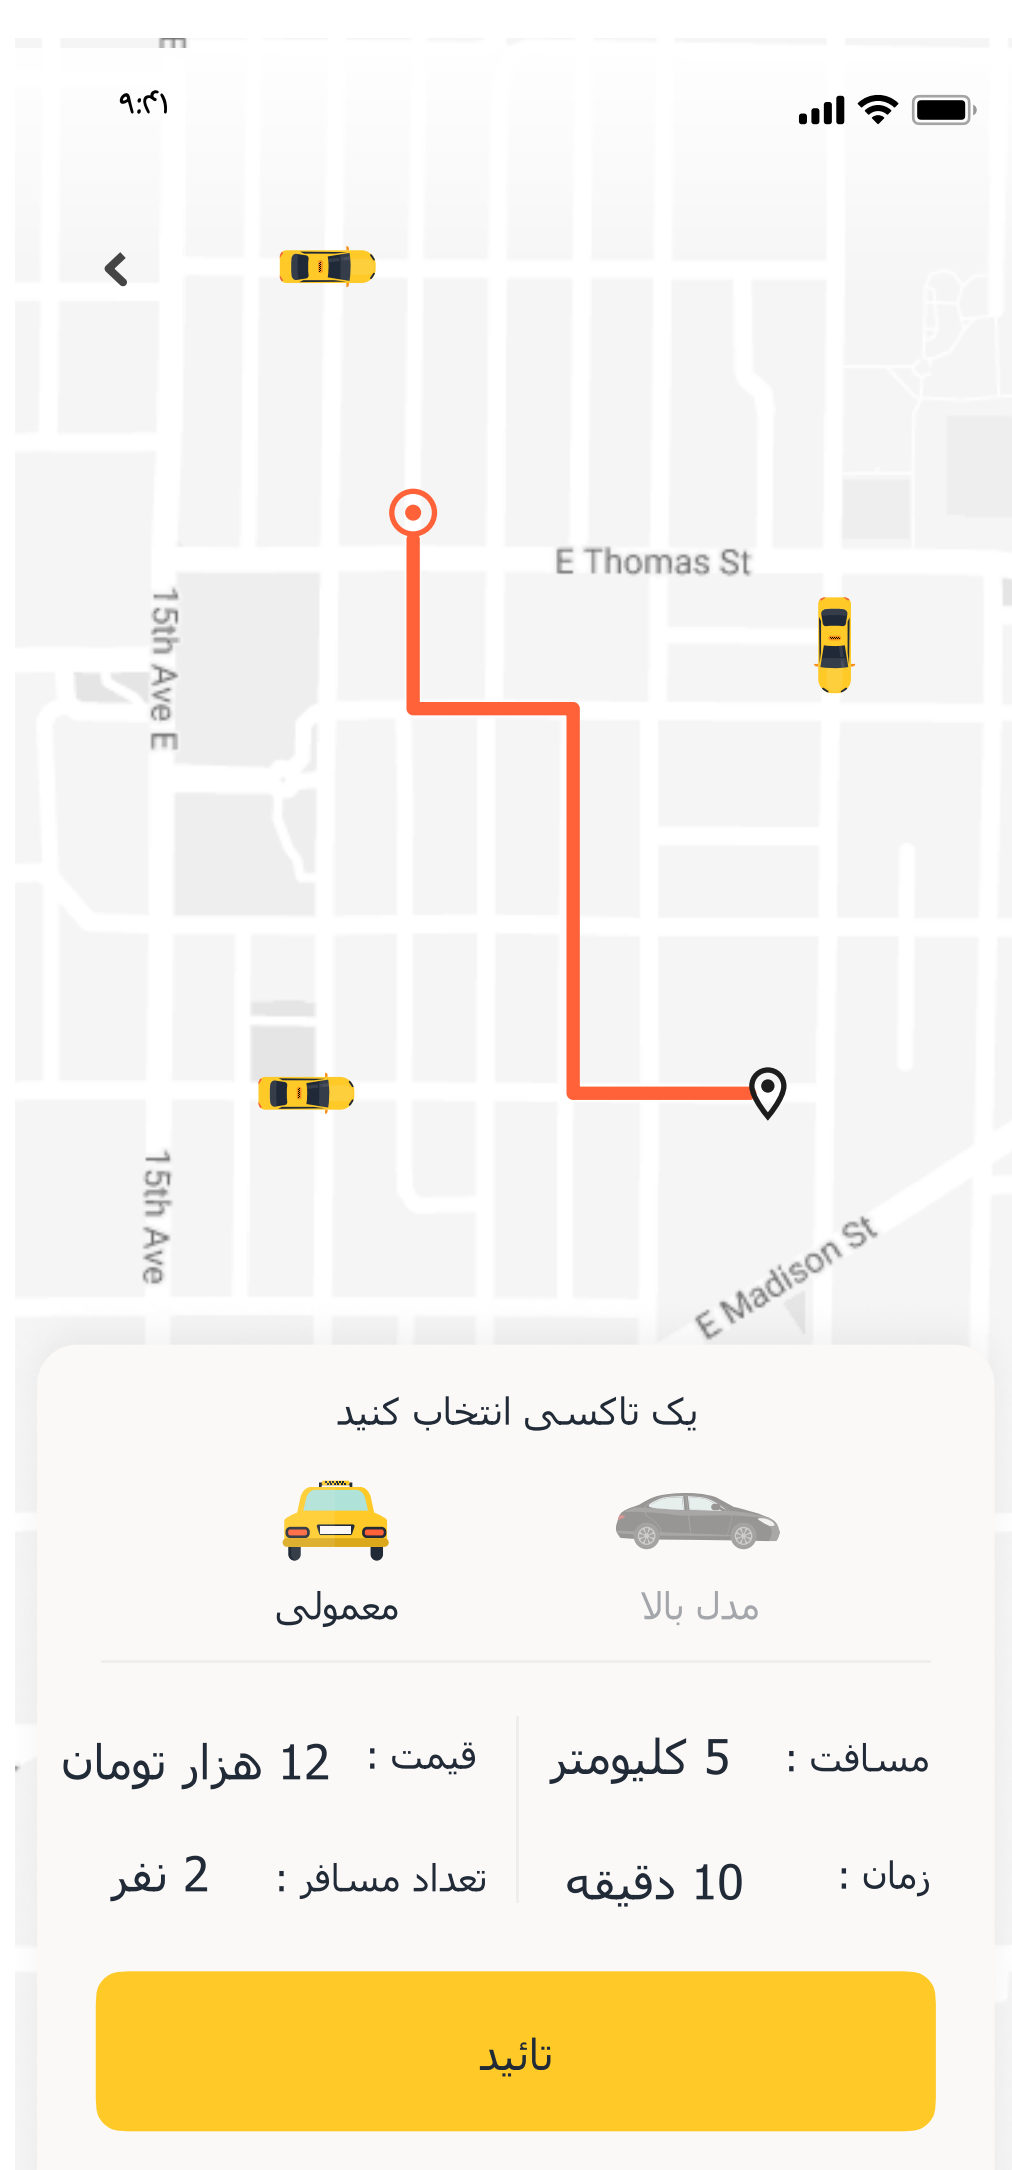 ۹:۴۱
E Thomas St
15th Ave E
15th Ave
E Madison St
یک تاکسی انتخاب کنید
مدل بالا
معمولی
مسافت : 5 کلیومتر
قیمت : 12 هزار تومان
زمان : 10 دقیقه
تعداد مسافر : 2 نفر
تائید